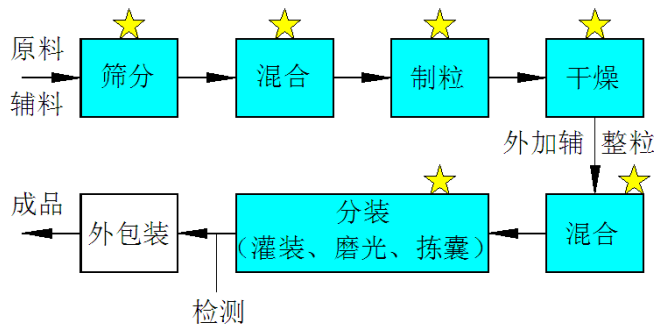 原料
辅料
筛分
混合
制粒
干燥
外加辅
整粒
混合
分装
（灌装、磨光、拣囊）
检测
外包装
成品